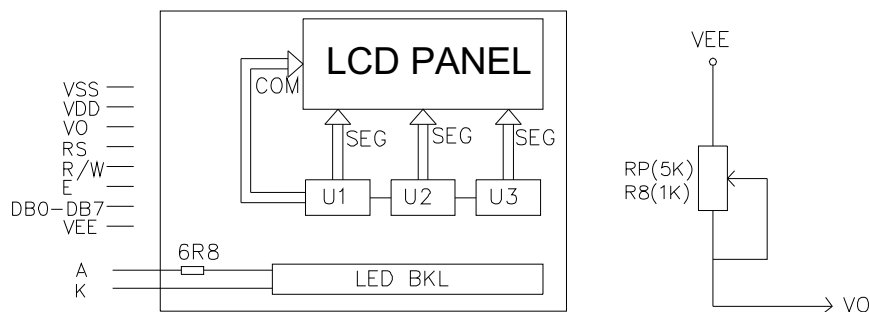 VSS
VDD
VO
RS
R/W
E
DB0-DB7
VEE
A
K
6R8
LCD PANEL
COM
SEG
SEG
SEG
U1
U2
U3
LED BKL
VEE
RP(5K)
R8(1K)
VO